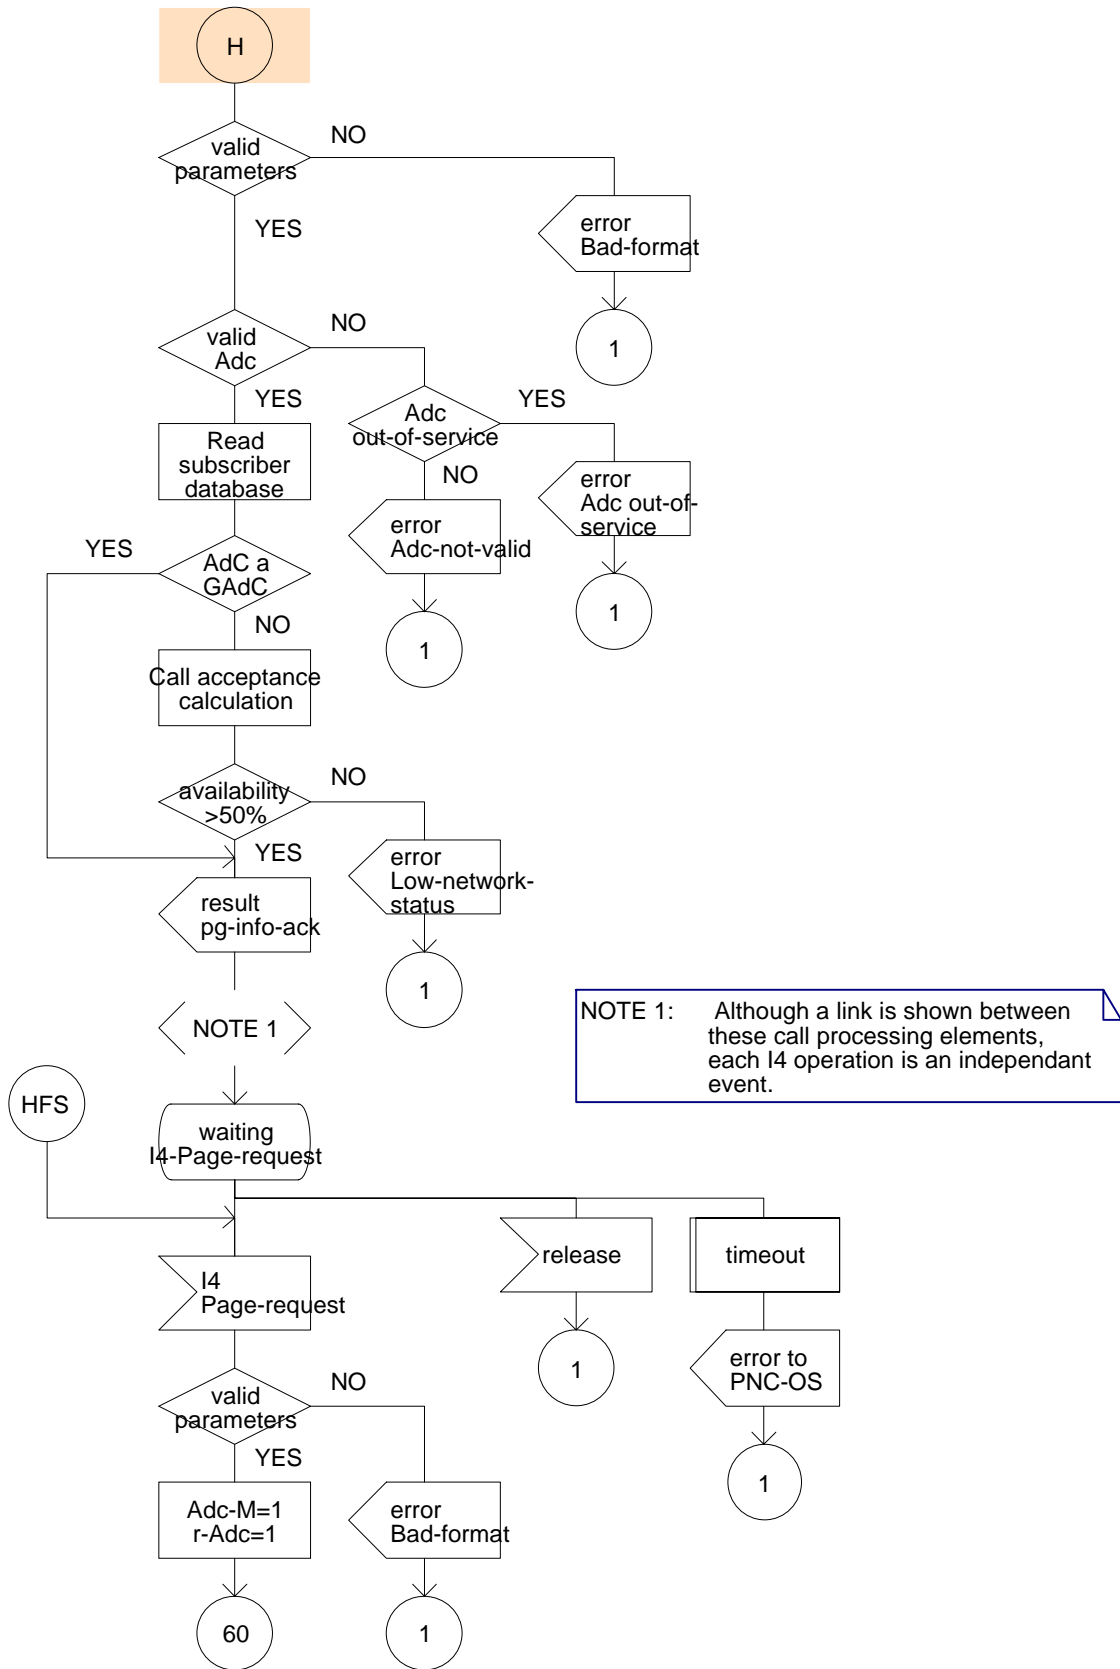 H
valid
parameters
NO
YES
error
Bad-format
1
valid
Adc
NO
YES
Adc
out-of-service
YES
NO
Read
subscriber
database
error
Adc-not-valid
1
error
Adc out-of-
service
1
YES
AdC a
GAdC
NO
Call acceptance
calculation
availability
>50%
NO
YES
error
Low-network-
status
1
result
pg-info-ack
NOTE 1
NOTE 1: Although a link is shown between
these call processing elements,
each I4 operation is an independant
event.
HFS
waiting
I4-Page-request
I4
Page-request
release
1
timeout
error to
PNC-OS
1
valid
parameters
NO
YES
Adc-M=1
r-Adc=1
60
error
Bad-format
1